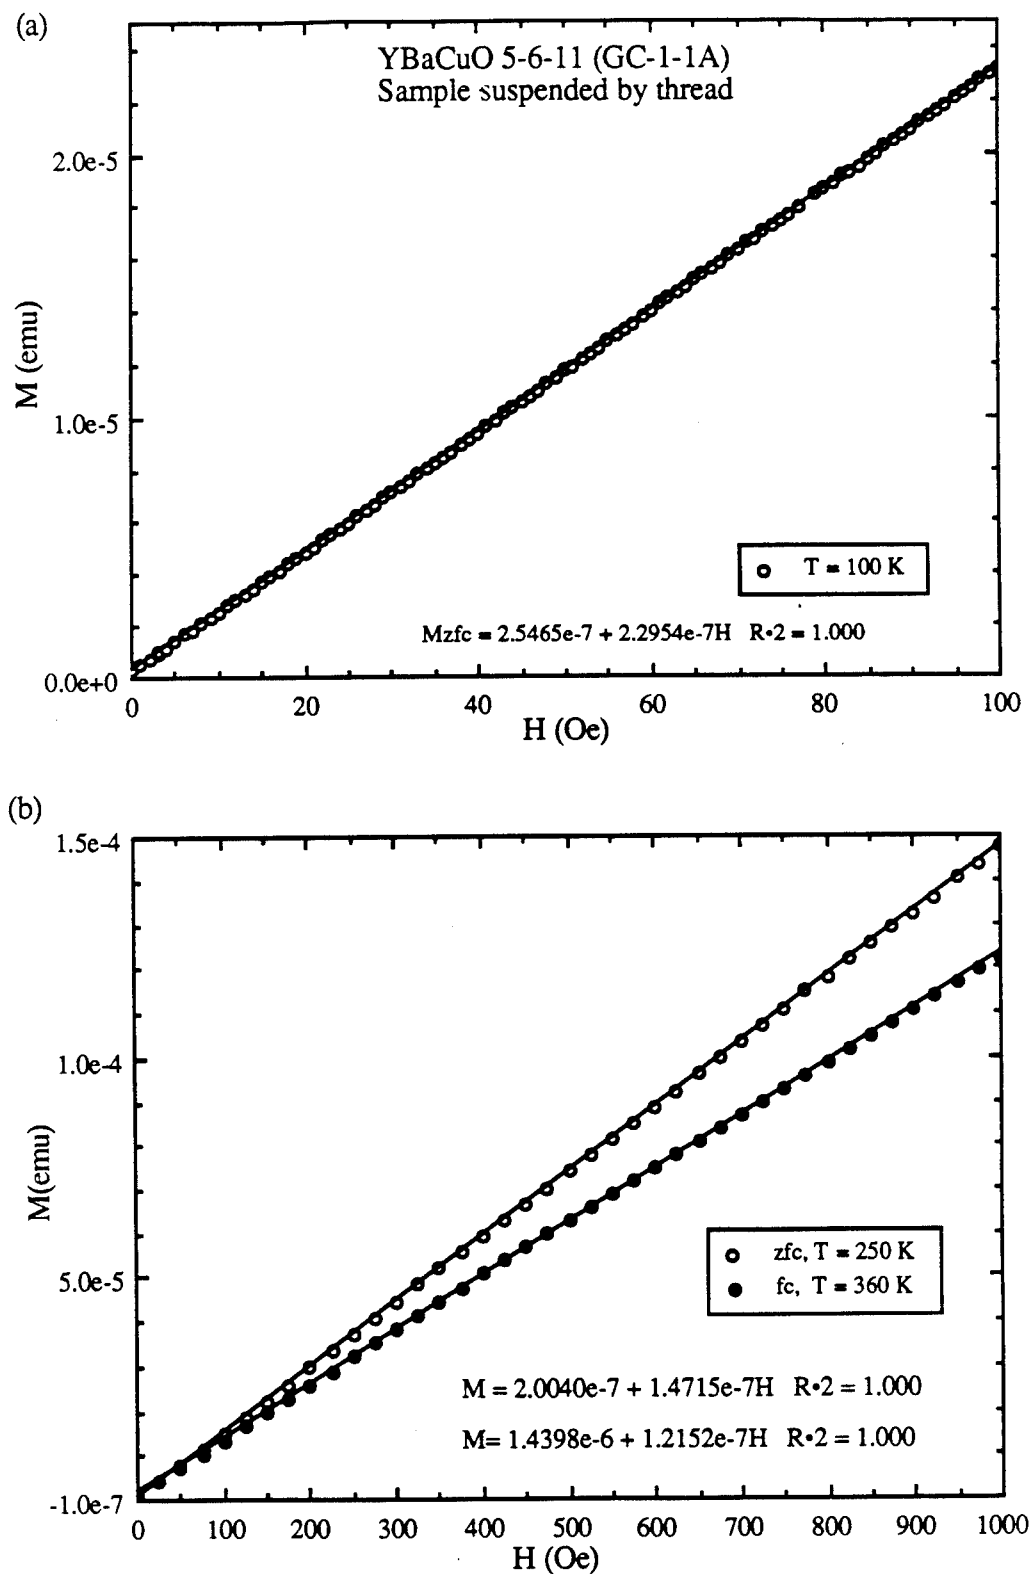 (a)
YBaCuO 5-6-11 (GC-1-1A)
Sample suspended by thread
2.0e-5
1.0e-5
0.0e+0
M (emu)
T = 100 K
Mzfc = 2.5465e-7 + 2.2954e-7H R•2 = 1.000
0 20 40 60 80 100
H (Oe)
(b)
1.5e-4
1.0e-4
5.0e-5
-1.0e-7
M(emu)
zfc, T = 250 K
fc, T = 360 K
M = 2.0040e-7 + 1.4715e-7H R•2 = 1.000
M= 1.4398e-6 + 1.2152e-7H R•2 = 1.000
0 100 200 300 400 500 600 700 800 900 1000
H (Oe)